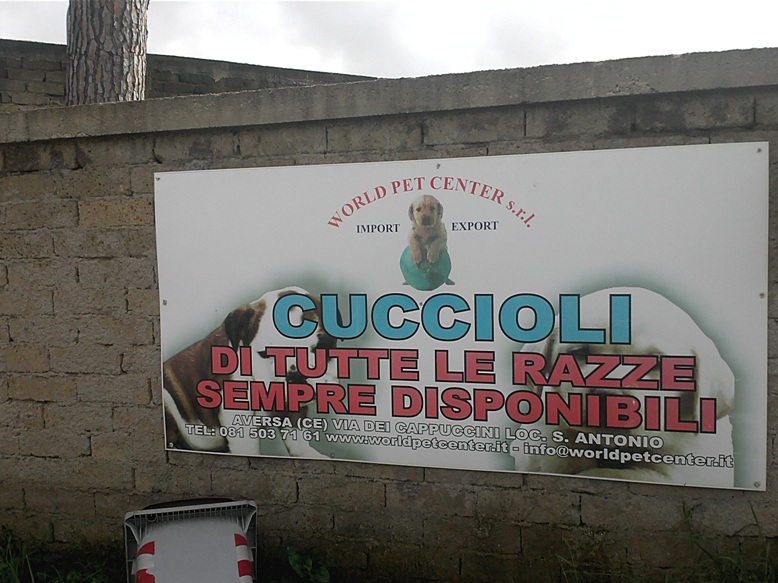 WORLD PET CENTER s.r.l.
IMPORT EXPORT
CUCCIOLI
DI TUTTE LE RAZZE
SEMPRE DISPONIBILI
AVERSA (CE) VIA DEI CAPPUCCINI LOC. S. ANTONIO
TEL: 081 503 71 61 www.worldpetcenter.it - info@worldpetcenter.it